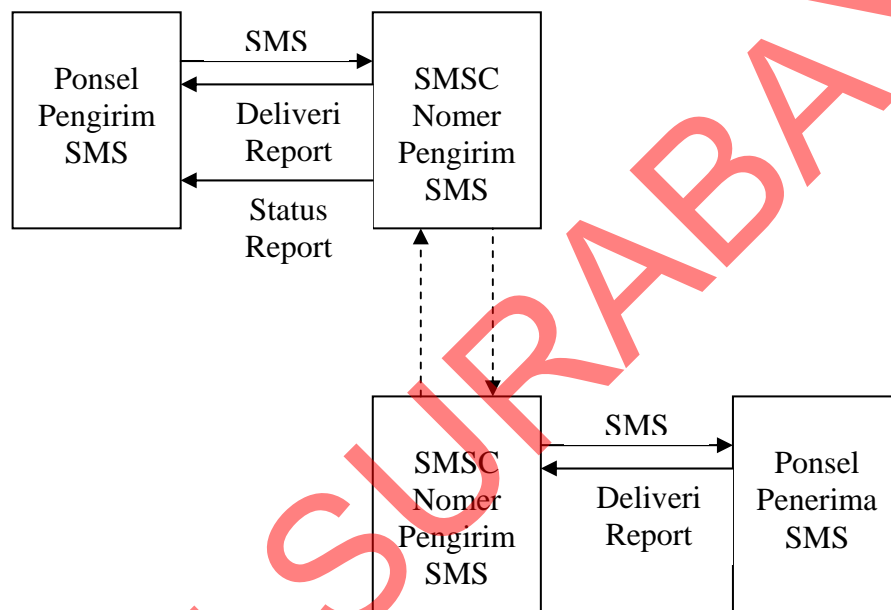 SMS
Ponsel
Pengirim
SMS
SMSC
Nomer
Pengirim
SMS
Deliveri
Report
Status
Report
SMS
SMSC
Nomer
Pengirim
SMS
Deliveri
Report
Ponsel
Penerima
SMS
SURABA